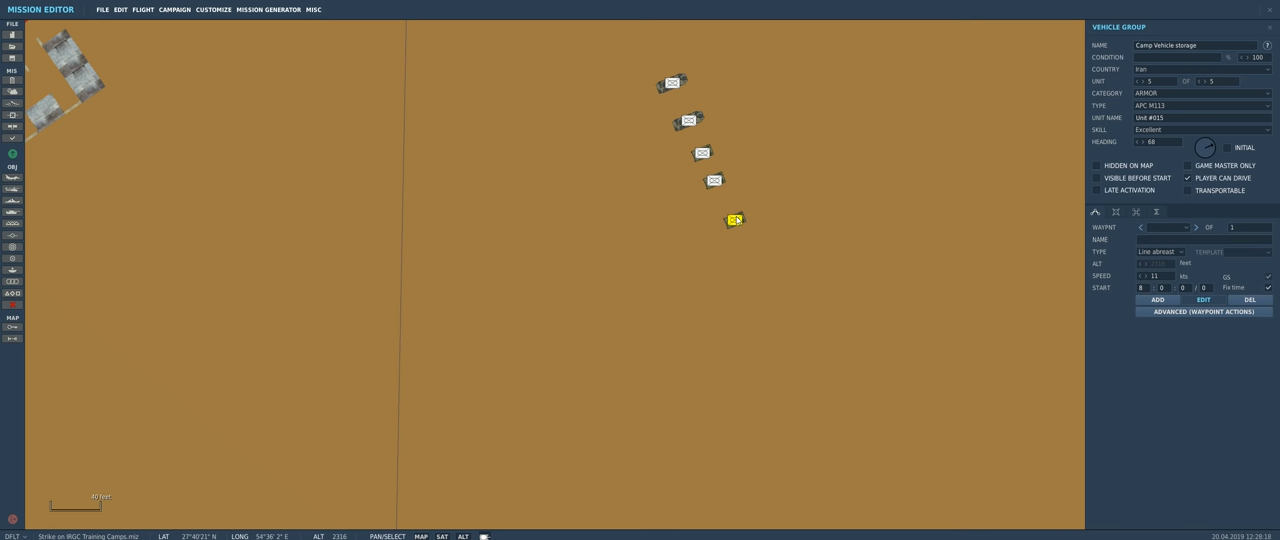 MISSION EDITOR FILE EDIT FLIGHT CAMPAIGN CUSTOMIZE MISSION GENERATOR MISC
FILE
MIS
OBJ
MAP
40 feet
VEHICLE GROUP
NAME Camp Vehicle storage ?
CONDITION % 100
COUNTRY Iran
UNIT 5 OF 5
CATEGORY ARMOR
TYPE APC M113
UNIT NAME Unit #015
SKILL Excellent
HEADING 68 INITIAL
HIDDEN ON MAP GAME MASTER ONLY
VISIBLE BEFORE START PLAYER CAN DRIVE
LATE ACTIVATION TRANSPORTABLE
WAYPNT OF 1
NAME
TYPE Line abreast TEMPLATE
ALT feet
SPEED 11 kts GS
START 8 : 0 : 0 / 0 Fix time
ADD EDIT DEL
ADVANCED (WAYPOINT ACTIONS)
DFLT Strike on IRGC Training Camps.miz LAT 27°40'21" N LONG 54°36' 2" E ALT 2316 PAN/SELECT MAP SAT ALT 20.04.2019 12:28:18